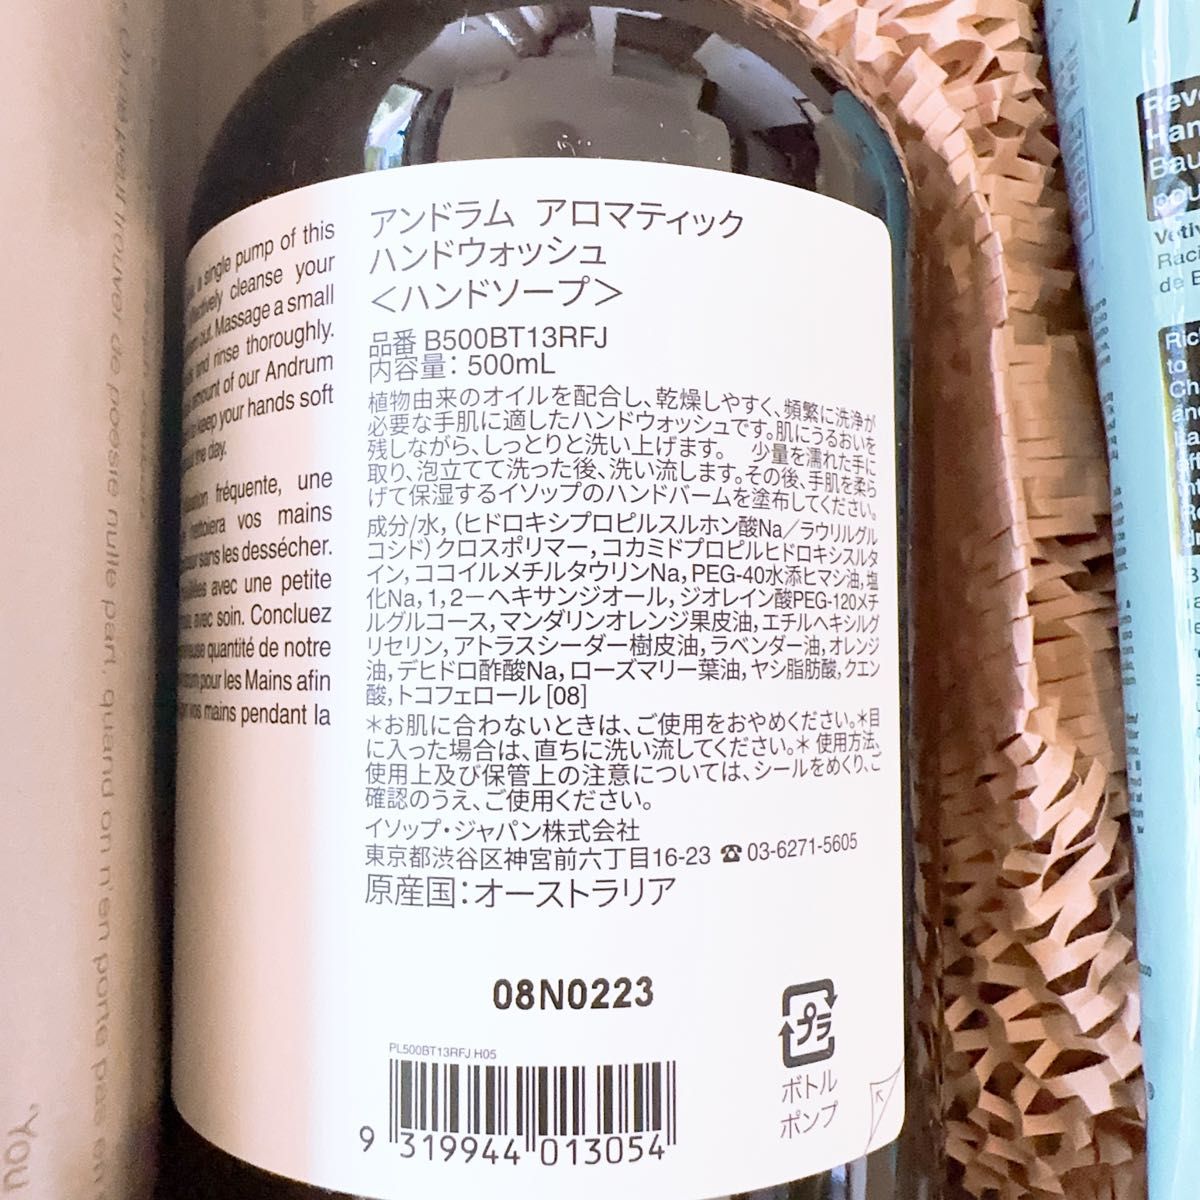 single pump of this
cleanse your
Massage a small
and rinse thoroughly.
amount of our Andrum
keep your hands soft
the day.
fréquente, une
vos mains
sans les dessécher.
avec une petite
avec soin. Concluez
quantité de notre
pour les Mains afin
vos mains pendant la
アンドラム アロマティック
ハンドウォッシュ
＜ハンドソープ＞
品番 B500BT13RFJ
内容量：500mL
植物由来のオイルを配合し、乾燥しやすく、頻繁に洗浄が
必要な手肌に適したハンドウォッシュです。肌にうるおいを
残しながら、しっとりと洗い上げます。 少量を濡れた手に
取り、泡立てて洗った後、洗い流します。その後、手肌を柔ら
げて保湿するイソップのハンドバームを塗布してください。
成分/水,（ヒドロキシプロピルスルホン酸Na／ラウリルグル
コシド）クロスポリマー,コカミドプロピルヒドロキシスルタ
イン,ココイルメチルタウリンNa,PEG-40水添ヒマシ油,塩
化Na,1,2－ヘキサンジオール,ジオレイン酸PEG-120メチ
ルグルコース,マンダリンオレンジ果皮油,エチルヘキシルグ
リセリン,アトラスシーダー樹皮油,ラベンダー油,オレンジ
油,デヒドロ酢酸Na,ローズマリー葉油,ヤシ脂肪酸,クエン
酸,トコフェロール[08]
＊お肌に合わないときは、ご使用をおやめください。＊目
に入った場合は、直ちに洗い流してください。＊使用方法、
使用上及び保管上の注意については、シールをめくり、ご
確認のうえ、ご使用ください。
イソップ・ジャパン株式会社
東京都渋谷区神宮前六丁目16-23 ☎ 03-6271-5605
原産国：オーストラリア
08N0223
プラ
ボトル
ポンプ
PL500BT13RFJ H05
9 319944 013054
trouver de poésie nulle part, quand on n'en porte pas en
'You
Reve
Han
Bau
pou
Vetiv
Raci
de B
Ric
to
Ch